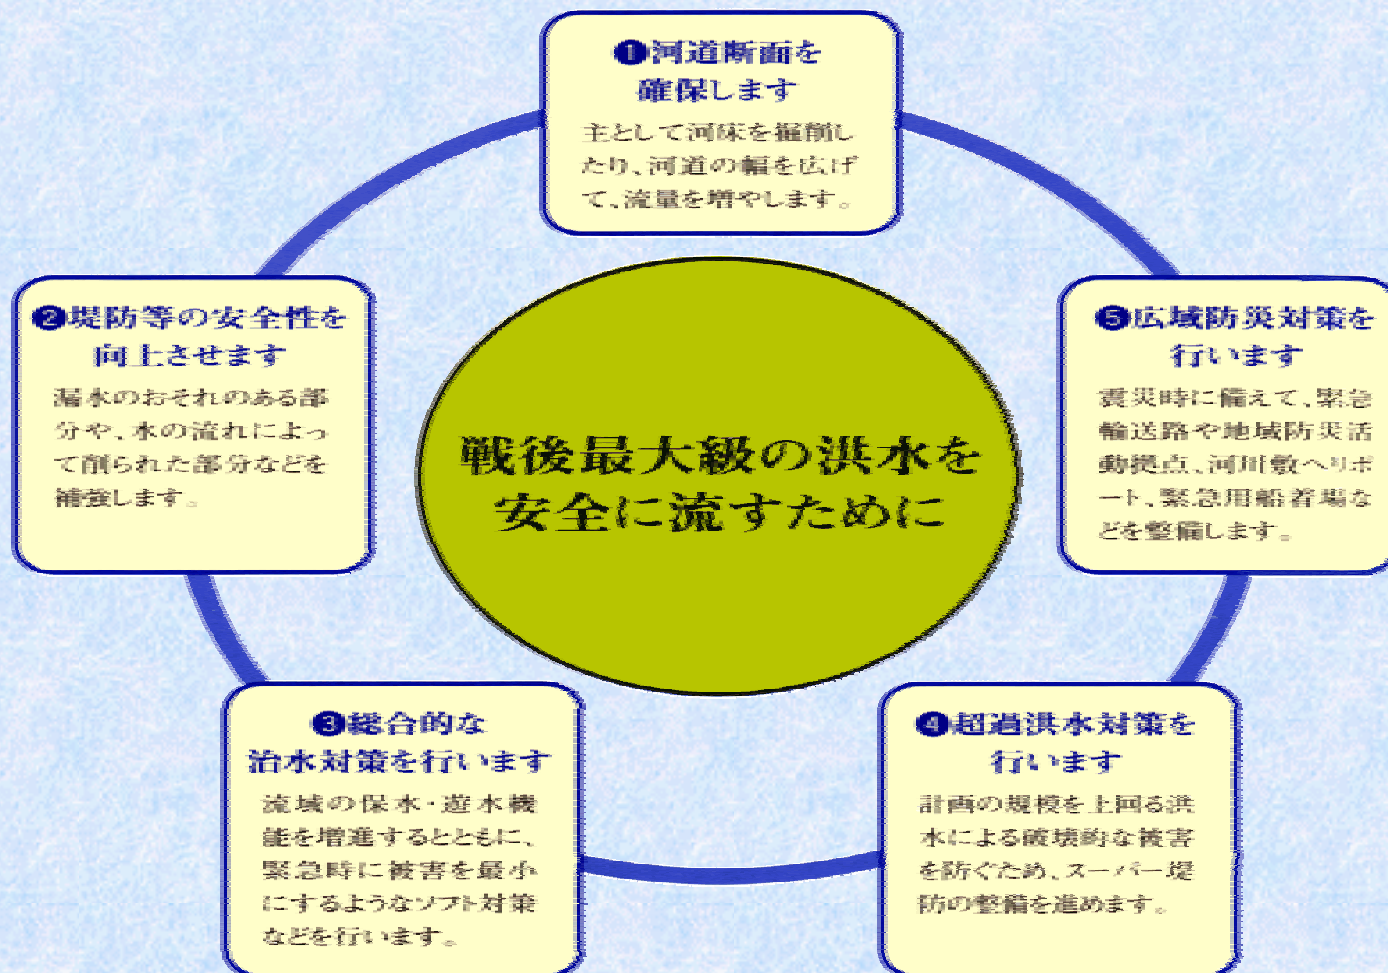 ❶河道断面を
確保します
主として河床を掘削し
たり、河道の幅を広げ
て、流量を増やします。
❷堤防等の安全性を
向上させます
漏水のおそれのある部
分や、水の流れによっ
て削られた部分などを
補強します。
戦後最大級の洪水を
安全に流すために
❺広域防災対策を
行います
震災時に備えて、緊急
輸送路や地域防災活
動拠点、河川敷ヘリポ
ート、緊急用船着場な
どを整備します。
❸総合的な
治水対策を行います
流域の保水・遊水機
能を増進するとともに、
緊急時に被害を最小
にするようなソフト対策
などを行います。
❹超過洪水対策を
行います
計画の規模を上回る洪
水による破壊的な被害
を防ぐため、スーパー堤
防の整備を進めます。